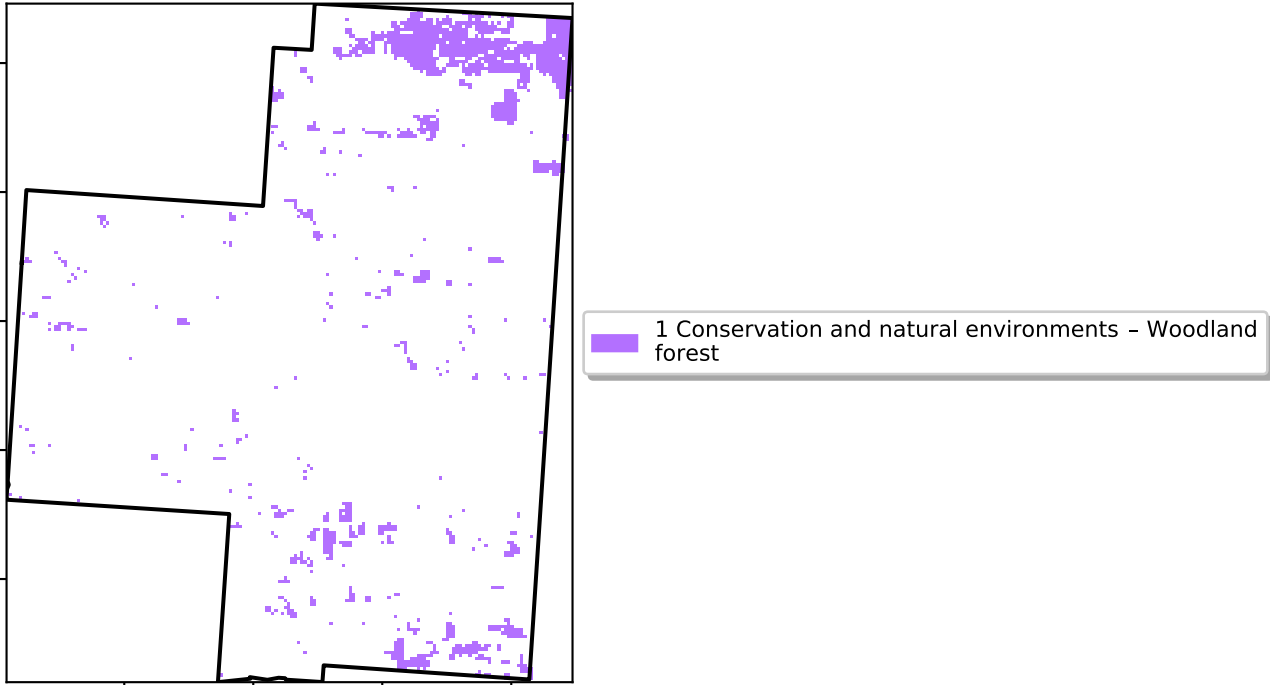 1 Conservation and natural environments – Woodland
forest